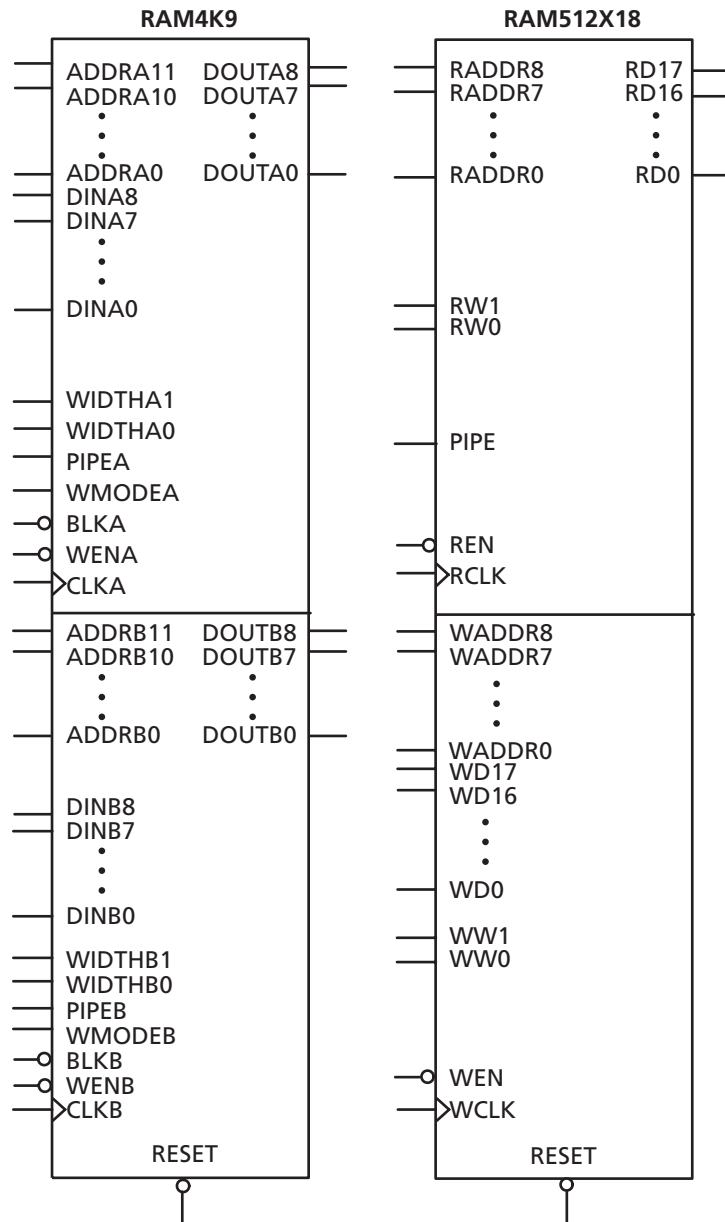 RAM4K9
ADDRA11 DOUTA8
ADDRA10 DOUTA7
ADDRA0 DOUTA0
DINA8
DINA7
DINA0
WIDTHA1
WIDTHA0
PIPEA
WMODEA
BLKA
WENA
CLKA
ADDRB11 DOUTB8
ADDRB10 DOUTB7
ADDRB0 DOUTB0
DINB8
DINB7
DINB0
WIDTHB1
WIDTHB0
PIPEB
WMODEB
BLKB
WENB
CLKB
RESET
RAM512X18
RADDR8 RD17
RADDR7 RD16
RADDR0 RD0
RW1
RW0
PIPE
REN
RCLK
WADDR8
WADDR7
WADDR0
WD17
WD16
WD0
WW1
WW0
WEN
WCLK
RESET